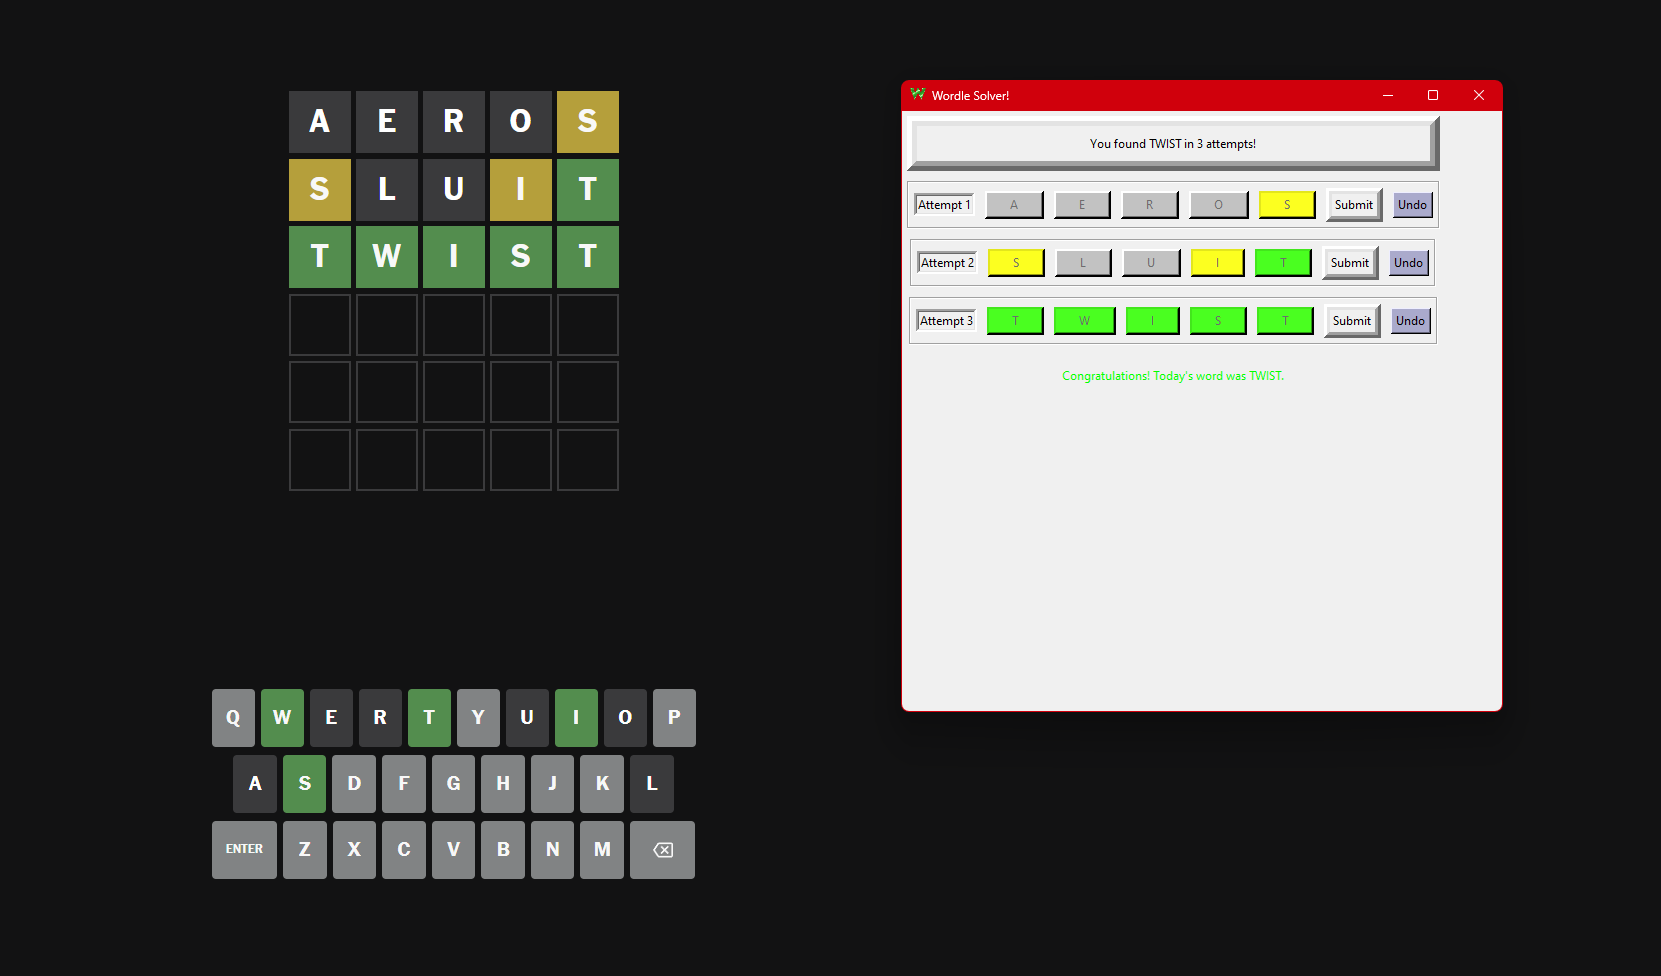 A E R O S
S L U I T
T W I S T
Q W E R T Y U I O P
A S D F G H J K L
ENTER Z X C V B N M
Wordle Solver!
You found TWIST in 3 attempts!
Attempt 1 A E R O S Submit Undo
Attempt 2 S L U I T Submit Undo
Attempt 3 T W I S T Submit Undo
Congratulations! Today's word was TWIST.